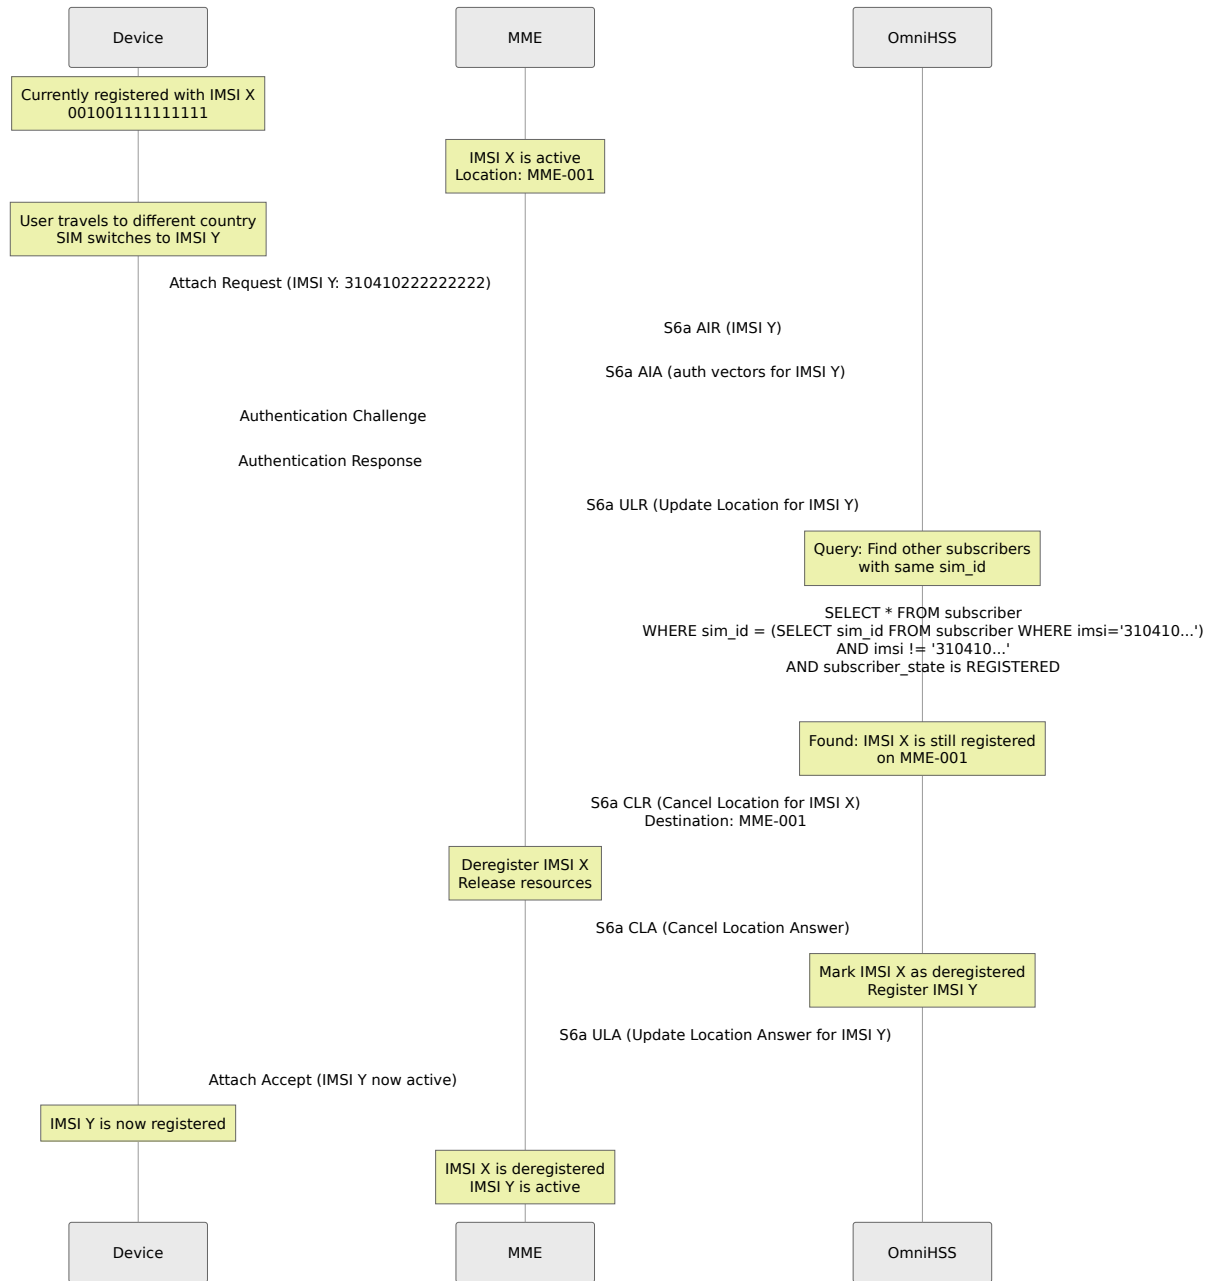 Device
MME
OmniHSS
Currently registered with IMSI X
001001111111111
IMSI X is active
Location: MME-001
User travels to different country
SIM switches to IMSI Y
Attach Request (IMSI Y: 310410222222222)
S6a AIR (IMSI Y)
S6a AIA (auth vectors for IMSI Y)
Authentication Challenge
Authentication Response
S6a ULR (Update Location for IMSI Y)
Query: Find other subscribers
with same sim_id
SELECT * FROM subscriber
WHERE sim_id = (SELECT sim_id FROM subscriber WHERE imsi='310410...')
AND imsi != '310410...'
AND subscriber_state is REGISTERED
Found: IMSI X is still registered
on MME-001
S6a CLR (Cancel Location for IMSI X)
Destination: MME-001
Deregister IMSI X
Release resources
S6a CLA (Cancel Location Answer)
Mark IMSI X as deregistered
Register IMSI Y
S6a ULA (Update Location Answer for IMSI Y)
Attach Accept (IMSI Y now active)
IMSI Y is now registered
IMSI X is deregistered
IMSI Y is active
Device
MME
OmniHSS